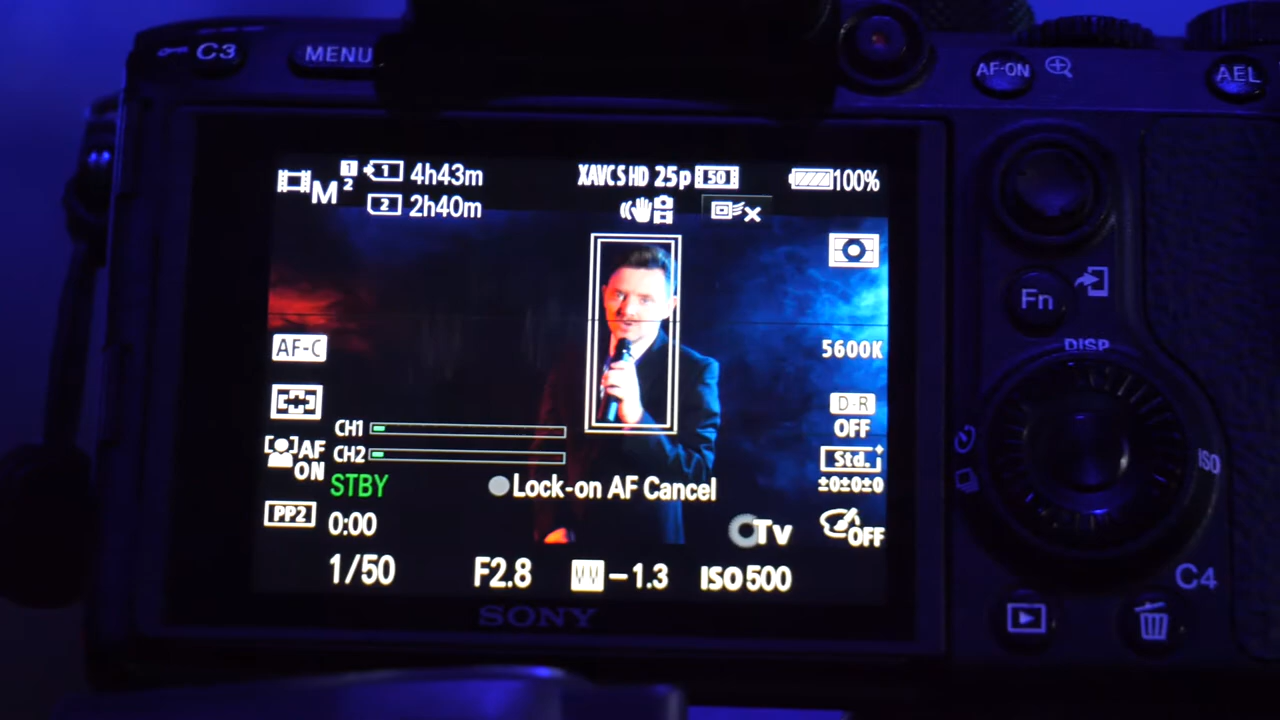 C3
MENU
AF-ON
AEL
M
1
2
1 4h43m
2 2h40m
XAVC S HD 25p 50
100%
Fn
DISP
AF-C
5600K
D-R
OFF
CH1
CH2
AF
ON
Std.
±0±0±0
ISO
STBY
Lock-on AF Cancel
PP2
0:00
Tv
OFF
1/50
F2.8
-1.3
ISO 500
C4
SONY